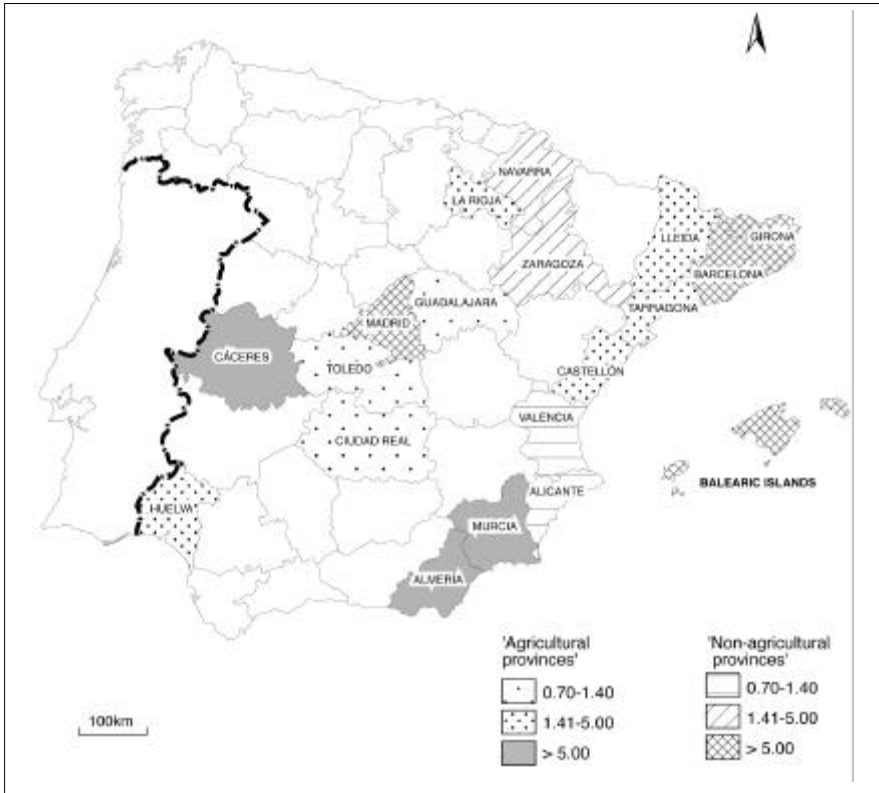 NAVARRA
LA RIOJA
LLEIDA
GIRONA
ZARAGOZA
BARCELONA
GUADALAJARA
TARRAGONA
MADRID
CÁCERES
TOLEDO
CASTELLÓN
VALENCIA
CIUDAD REAL
BALEARIC ISLANDS
ALICANTE
HUELVA
MURCIA
ALMERÍA
'Agricultural
provinces'
0.70-1.40
1.41-5.00
> 5.00
'Non-agricultural
provinces'
0.70-1.40
1.41-5.00
> 5.00
100km